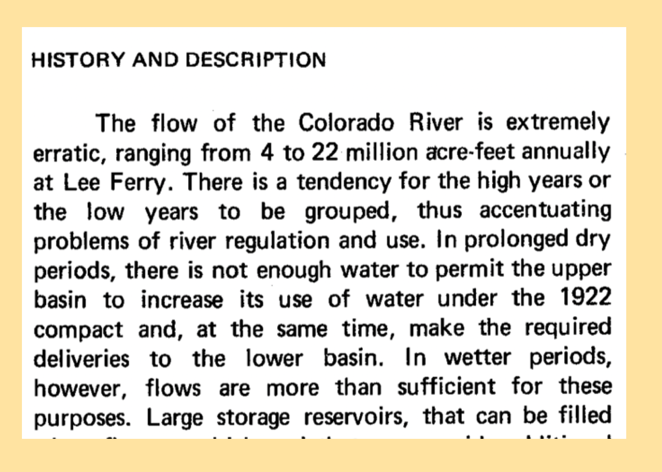 HISTORY AND DESCRIPTION
The flow of the Colorado River is extremely
erratic, ranging from 4 to 22 million acre-feet annually
at Lee Ferry. There is a tendency for the high years or
the low years to be grouped, thus accentuating
problems of river regulation and use. In prolonged dry
periods, there is not enough water to permit the upper
basin to increase its use of water under the 1922
compact and, at the same time, make the required
deliveries to the lower basin. In wetter periods,
however, flows are more than sufficient for these
purposes. Large storage reservoirs, that can be filled